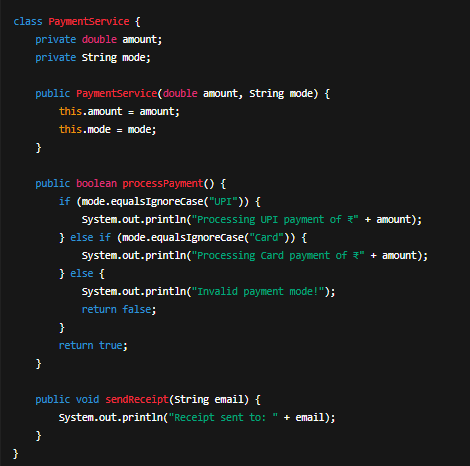 class PaymentService {
    private double amount;
    private String mode;

    public PaymentService(double amount, String mode) {
        this.amount = amount;
        this.mode = mode;
    }

    public boolean processPayment() {
        if (mode.equalsIgnoreCase("UPI")) {
            System.out.println("Processing UPI payment of ₹" + amount);
        } else if (mode.equalsIgnoreCase("Card")) {
            System.out.println("Processing Card payment of ₹" + amount);
        } else {
            System.out.println("Invalid payment mode!");
            return false;
        }
        return true;
    }

    public void sendReceipt(String email) {
        System.out.println("Receipt sent to: " + email);
    }
}